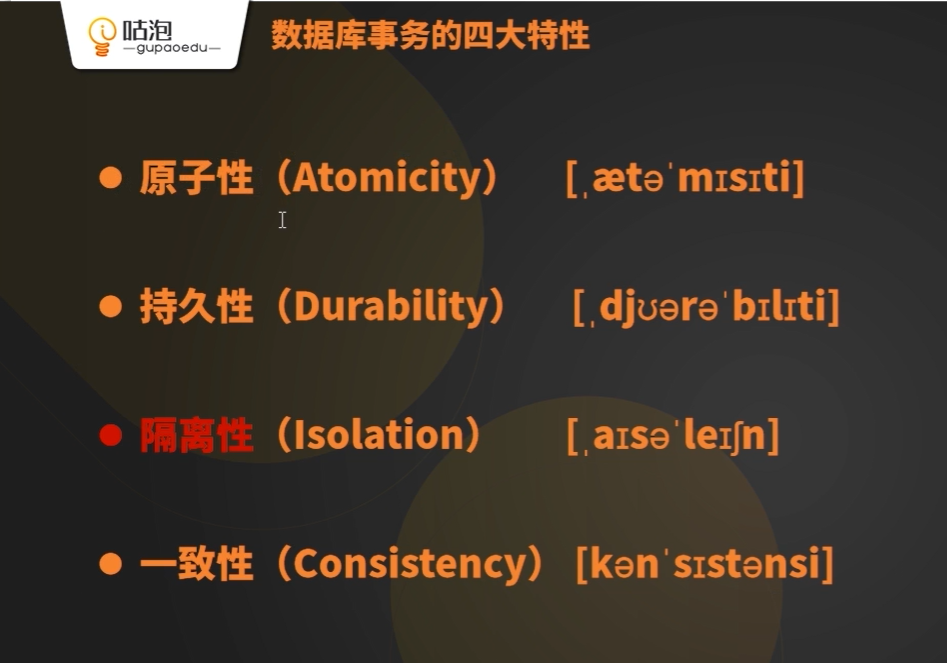 咕泡
gupaoedu
数据库事务的四大特性
原子性（Atomicity） [ˌætəˈmɪsɪti]
持久性（Durability） [ˌdjʊərəˈbɪlɪti]
隔离性（Isolation） [ˌaɪsəˈleɪʃn]
一致性（Consistency） [kənˈsɪstənsi]